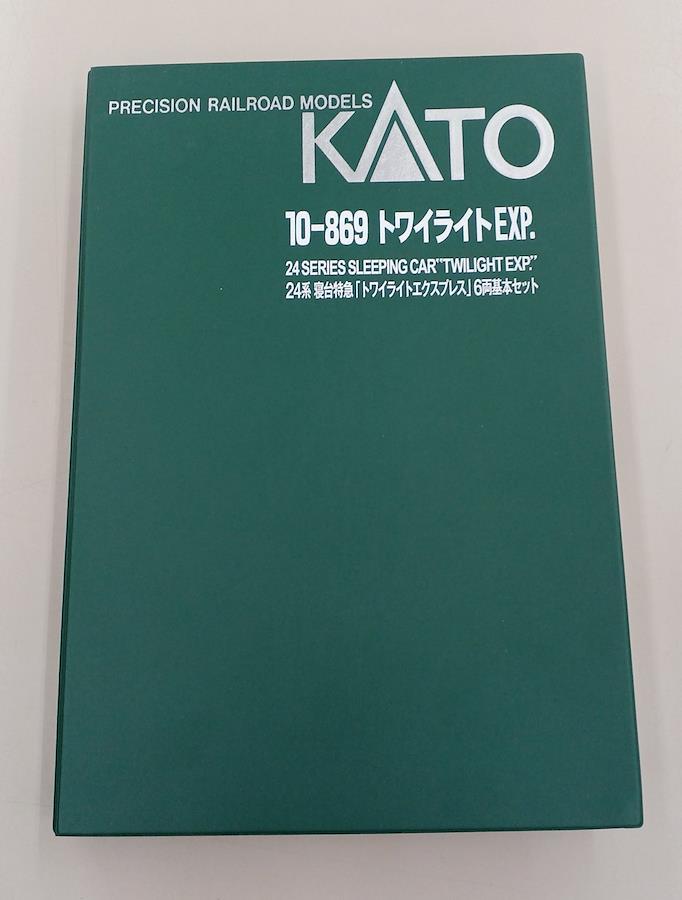 PRECISION RAILROAD MODELS
KATO
10-869 トワイライトEXP.
24 SERIES SLEEPING CAR "TWILIGHT EXP."
24系 寝台特急「トワイライトエクスプレス」6両基本セット